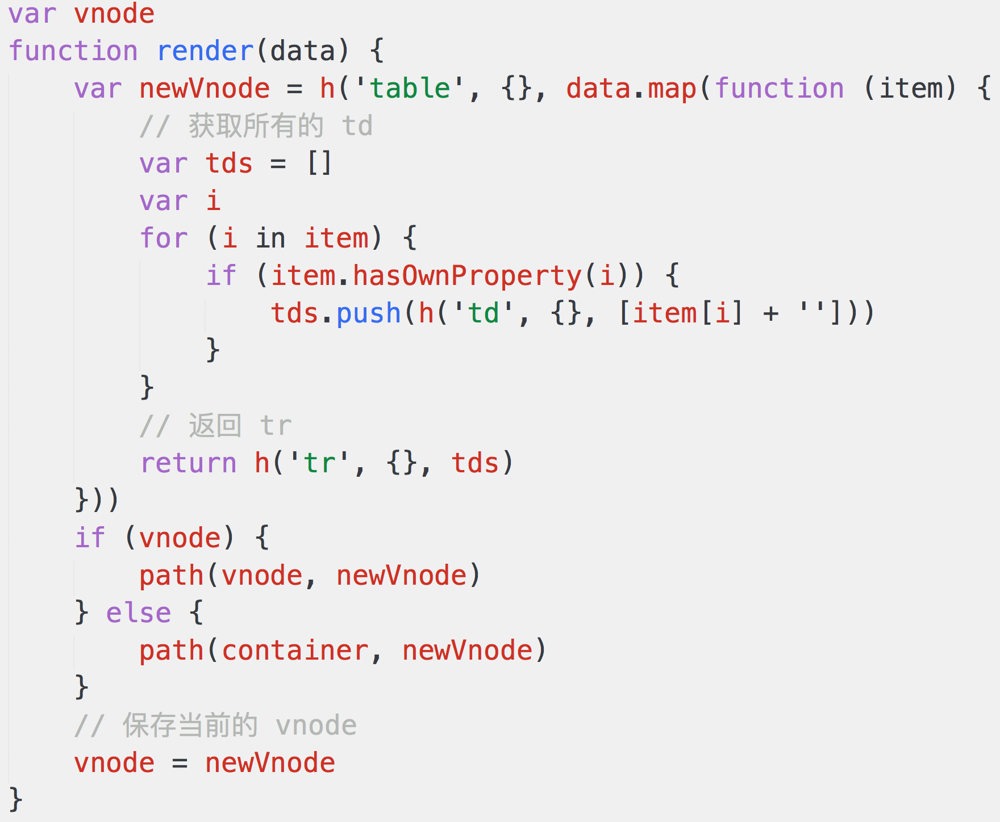 var vnode
function render(data) {
    var newVnode = h('table', {}, data.map(function (item) {
        // 获取所有的 td
        var tds = []
        var i
        for (i in item) {
            if (item.hasOwnProperty(i)) {
                tds.push(h('td', {}, [item[i] + '']))
            }
        }
        // 返回 tr
        return h('tr', {}, tds)
    }))
    if (vnode) {
        path(vnode, newVnode)
    } else {
        path(container, newVnode)
    }
    // 保存当前的 vnode
    vnode = newVnode
}